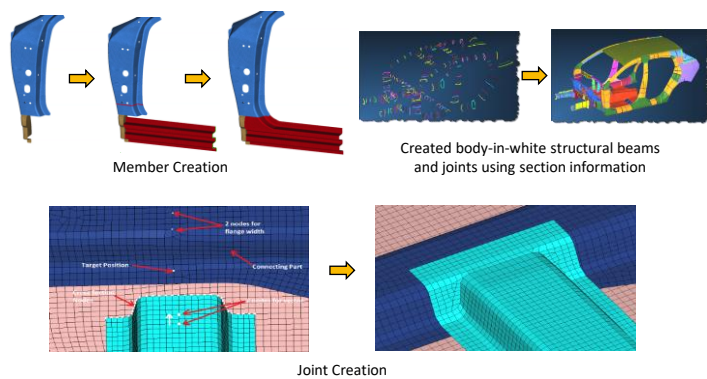 Member Creation
Created body-in-white structural beams
and joints using section information
2 nodes for
flange width
Target Position
Connecting Part
Joint Creation